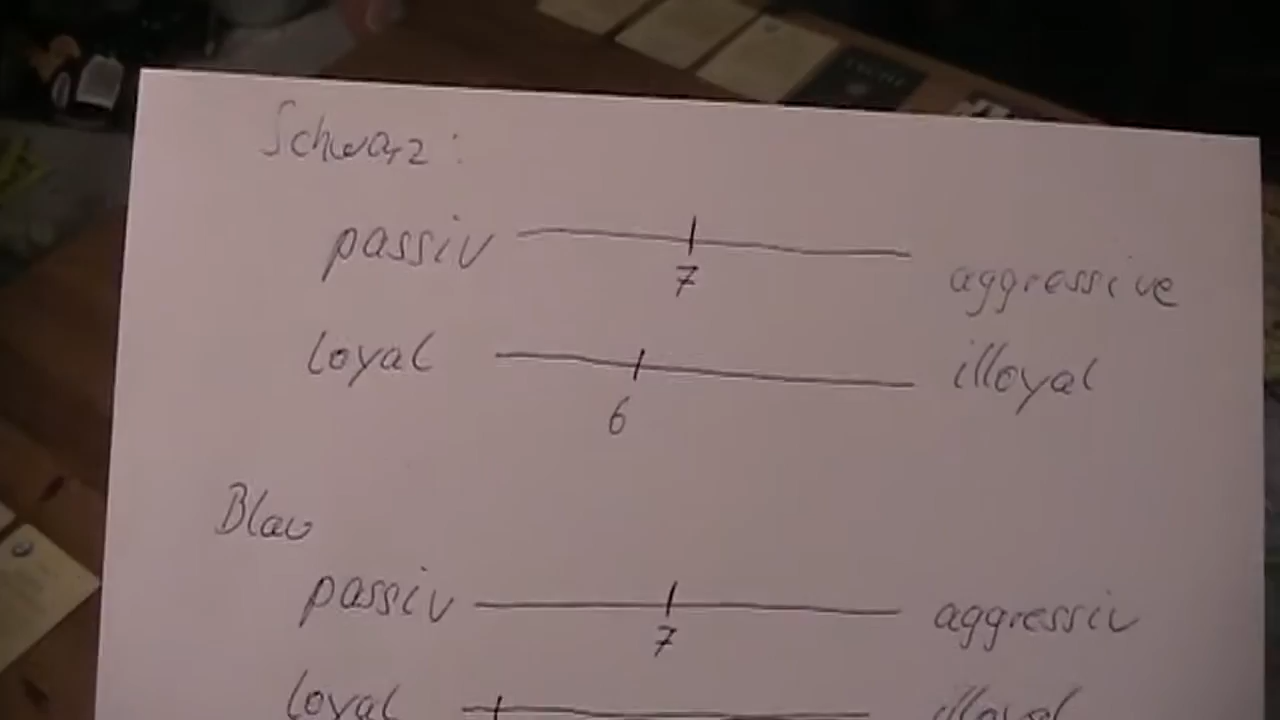 Schwarz:
passiv aggressive
7
loyal illoyal
6
Blau
passiv aggressiv
7
loyal illoyal